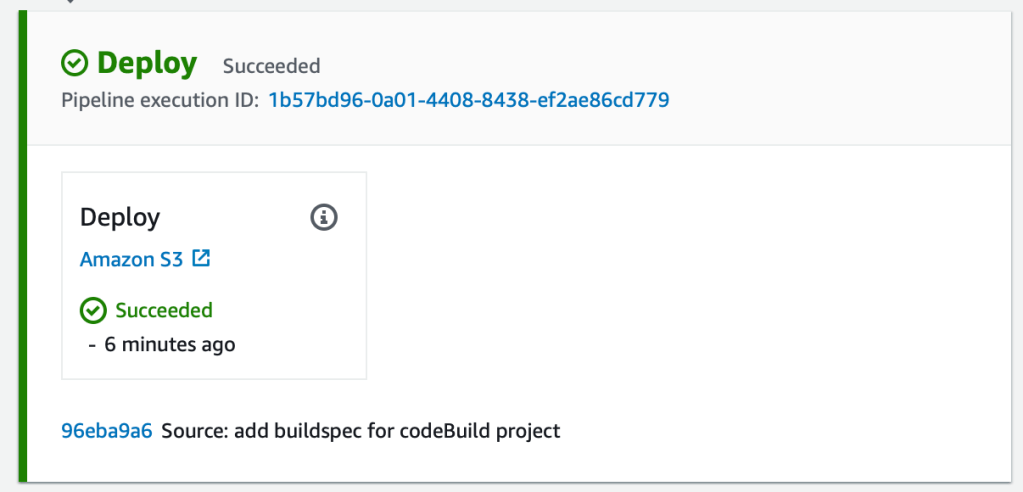 Deploy Succeeded
Pipeline execution ID: 1b57bd96-0a01-4408-8438-ef2ae86cd779
Deploy
Amazon S3
Succeeded
- 6 minutes ago
96eba9a6 Source: add buildspec for codeBuild project